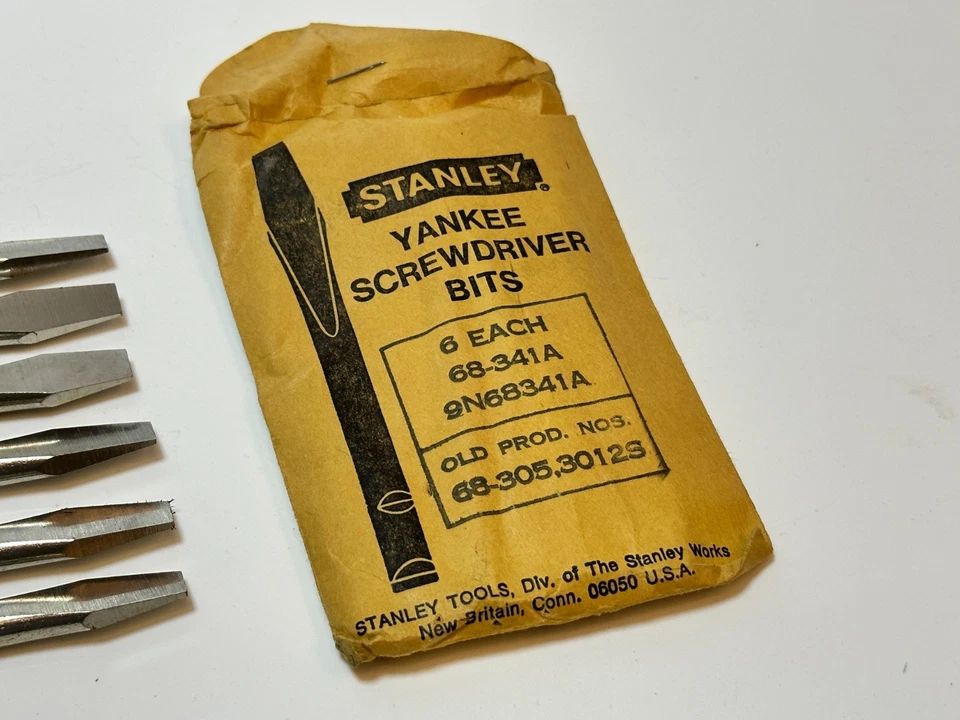 STANLEY®
YANKEE
SCREWDRIVER
BITS
6 EACH
68-341A
9N68341A
OLD PROD. NOS.
68-305,3012S
STANLEY TOOLS, Div. of The Stanley Works
New Britain, Conn. 06050 U.S.A.